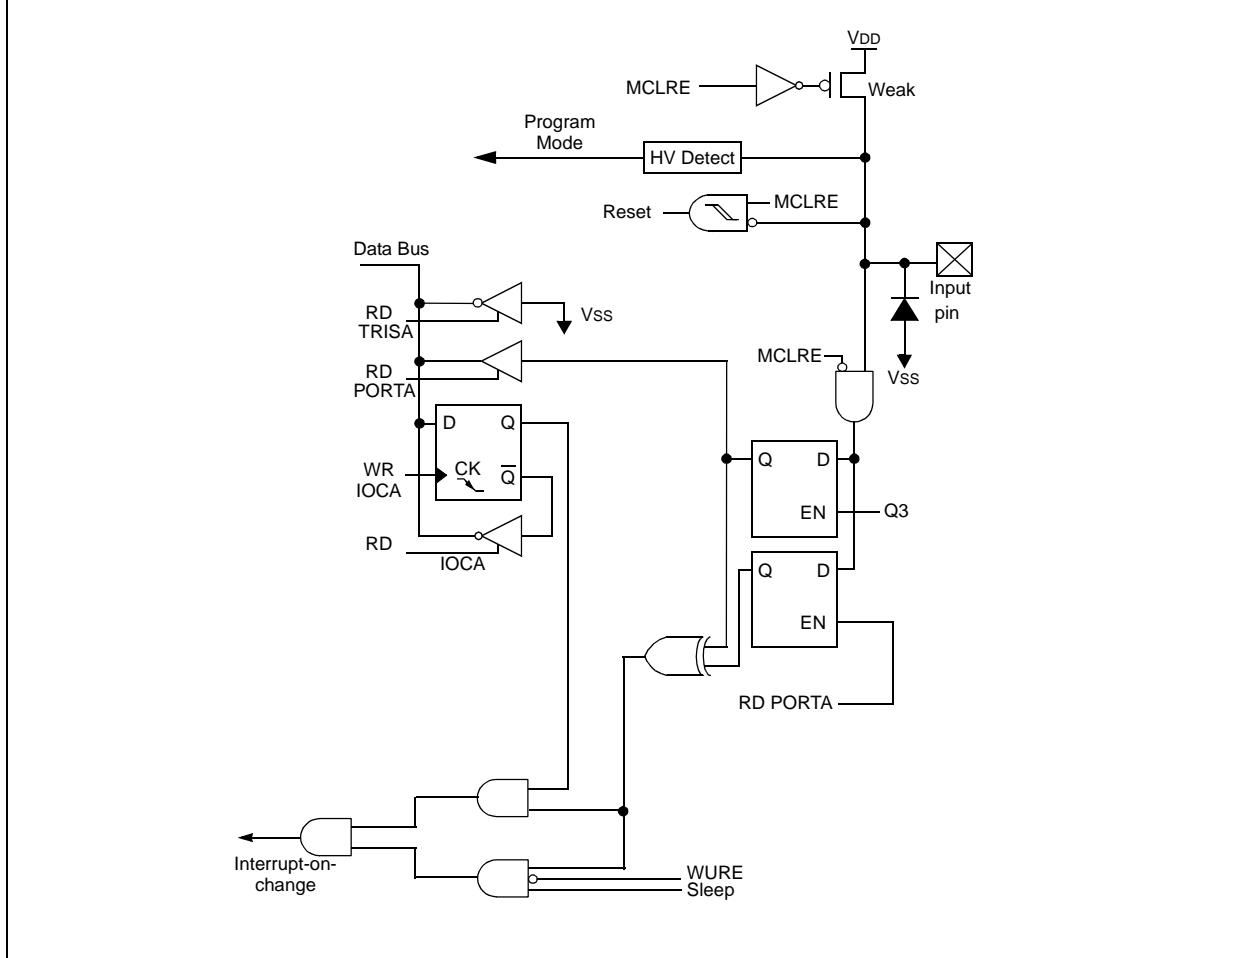 VDD
MCLRE
Weak
Program
Mode
HV Detect
MCLRE
Reset
Data Bus
Input
pin
RD
TRISA
VSS
MCLRE
RD
PORTA
VSS
D Q
CK Q̅
WR
IOCA
Q D
EN
Q3
RD
IOCA
Q D
EN
RD PORTA
Interrupt-on-
change
WURE
Sleep